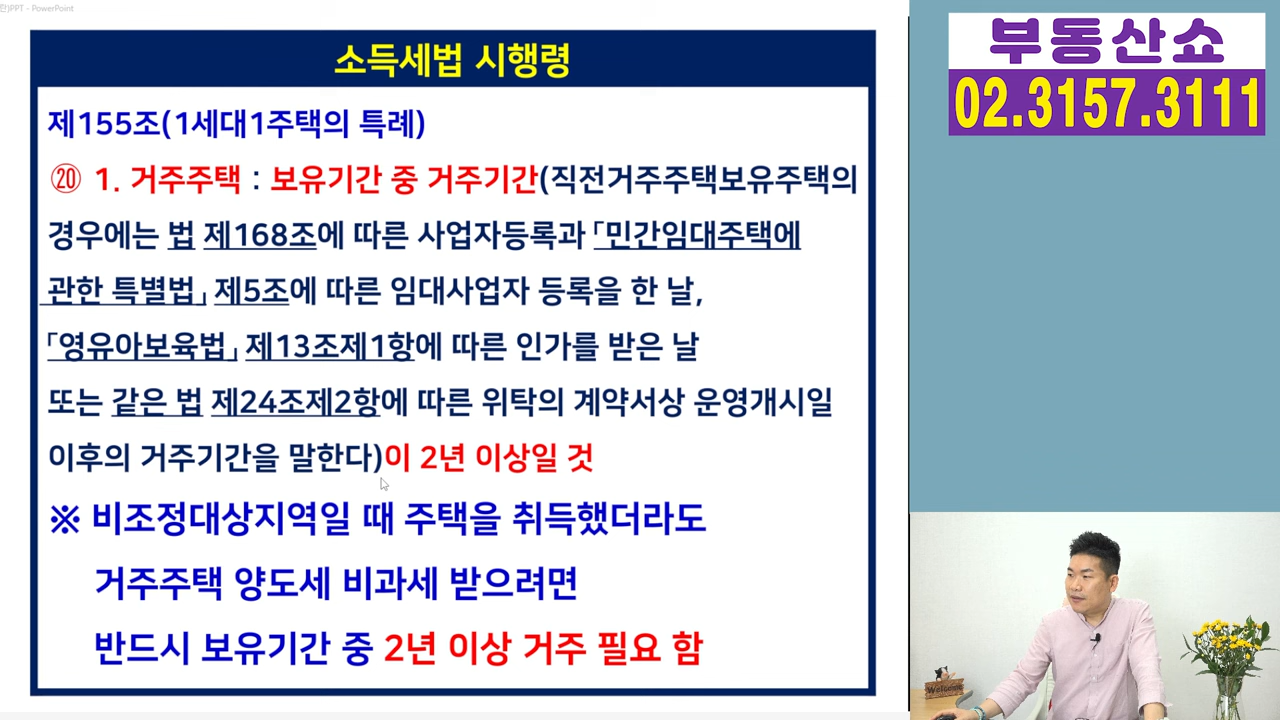 란)PPT - PowerPoint
소득세법 시행령
제155조(1세대1주택의 특례)
⑳ 1. 거주주택 : 보유기간 중 거주기간(직전거주주택보유주택의
경우에는 법 제168조에 따른 사업자등록과 「민간임대주택에
관한 특별법」 제5조에 따른 임대사업자 등록을 한 날,
「영유아보육법」 제13조제1항에 따른 인가를 받은 날
또는 같은 법 제24조제2항에 따른 위탁의 계약서상 운영개시일
이후의 거주기간을 말한다)이 2년 이상일 것
※ 비조정대상지역일 때 주택을 취득했더라도
거주주택 양도세 비과세 받으려면
반드시 보유기간 중 2년 이상 거주 필요 함
부동산쇼
02.3157.3111
Welcome